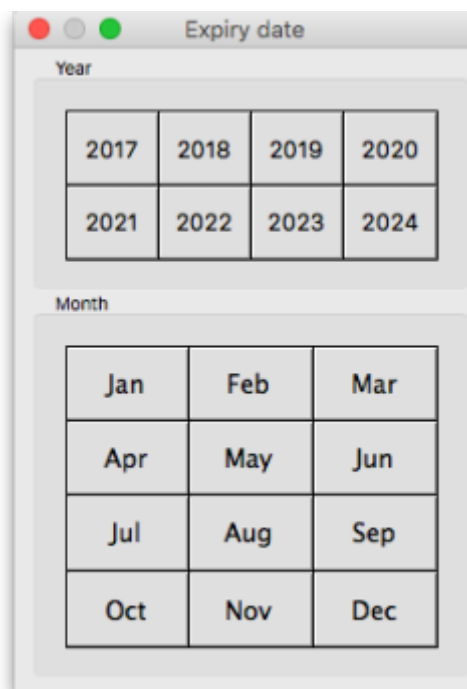 Expiry date
Year
2017 2018 2019 2020
2021 2022 2023 2024
Month
Jan Feb Mar
Apr May Jun
Jul Aug Sep
Oct Nov Dec